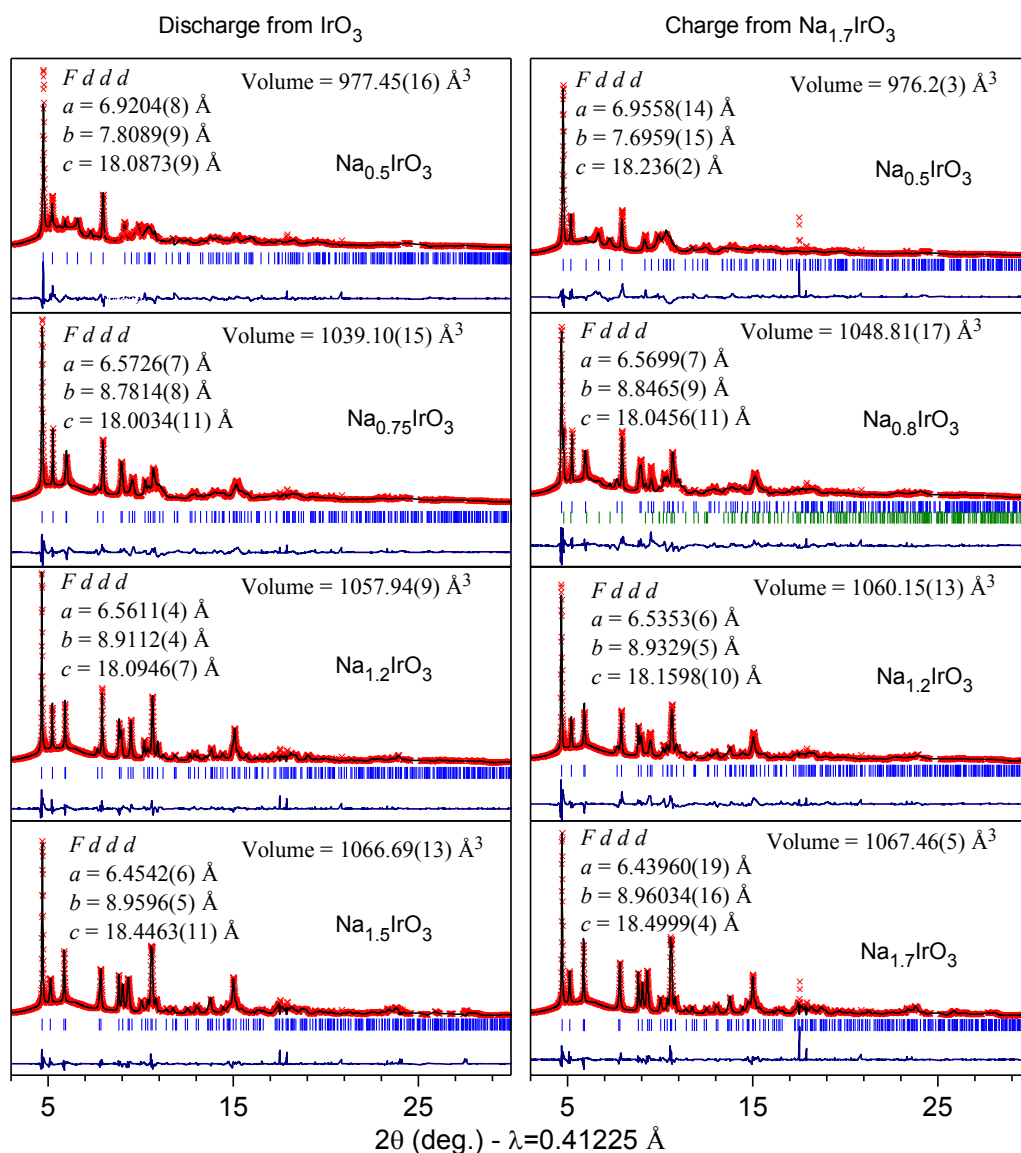 Discharge from IrO₃
Charge from Na₁.₇IrO₃
F d d d
Volume = 977.45(16) Å³
a = 6.9204(8) Å
b = 7.8089(9) Å
c = 18.0873(9) Å
Na₀.₅IrO₃
F d d d
Volume = 976.2(3) Å³
a = 6.9558(14) Å
b = 7.6959(15) Å
c = 18.236(2) Å
Na₀.₅IrO₃
F d d d
Volume = 1039.10(15) Å³
a = 6.5726(7) Å
b = 8.7814(8) Å
c = 18.0034(11) Å
Na₀.₇₅IrO₃
F d d d
Volume = 1048.81(17) Å³
a = 6.5699(7) Å
b = 8.8465(9) Å
c = 18.0456(11) Å
Na₀.₈IrO₃
F d d d
Volume = 1057.94(9) Å³
a = 6.5611(4) Å
b = 8.9112(4) Å
c = 18.0946(7) Å
Na₁.₂IrO₃
F d d d
Volume = 1060.15(13) Å³
a = 6.5353(6) Å
b = 8.9329(5) Å
c = 18.1598(10) Å
Na₁.₂IrO₃
F d d d
Volume = 1066.69(13) Å³
a = 6.4542(6) Å
b = 8.9596(5) Å
c = 18.4463(11) Å
Na₁.₅IrO₃
F d d d
Volume = 1067.46(5) Å³
a = 6.43960(19) Å
b = 8.96034(16) Å
c = 18.4999(4) Å
Na₁.₇IrO₃
5 15 25
5 15 25
2θ (deg.) - λ=0.41225 Å